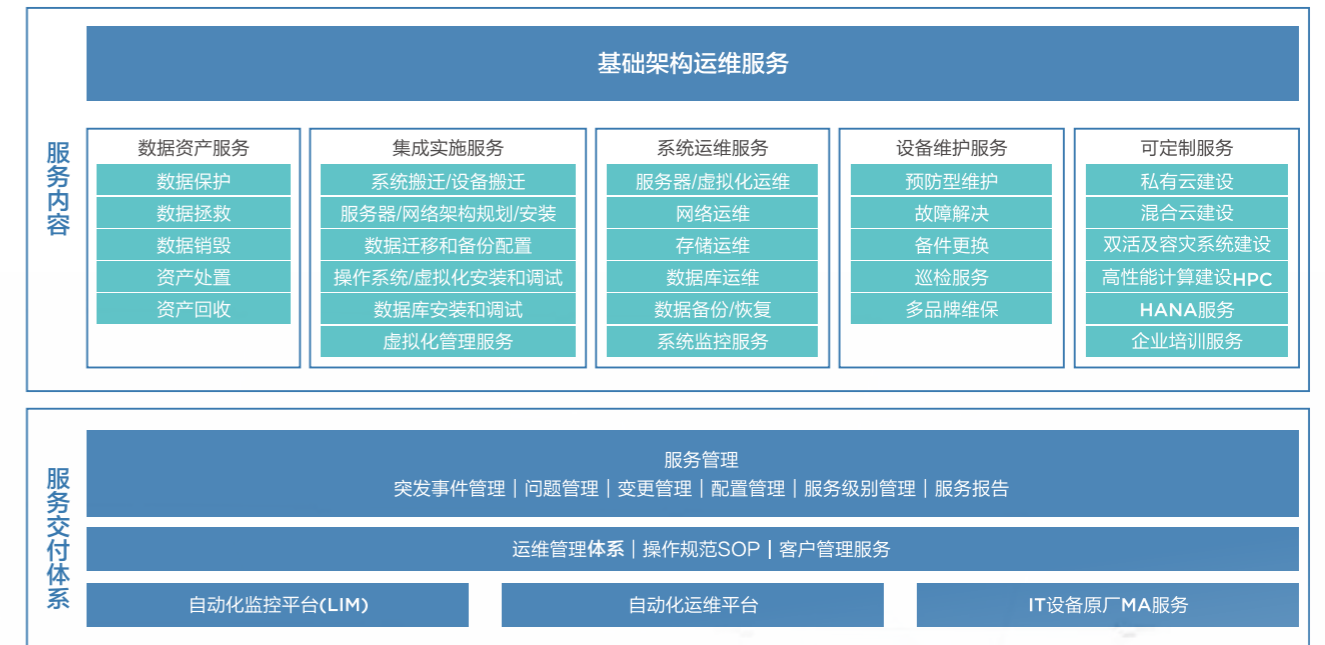 服务内容
基础架构运维服务
数据资产服务
数据保护
数据拯救
数据销毁
资产处置
资产回收
集成实施服务
系统搬迁/设备搬迁
服务器/网络架构规划/安装
数据迁移和备份配置
操作系统/虚拟化安装和调试
数据库安装和调试
虚拟化管理服务
系统运维服务
服务器/虚拟化运维
网络运维
存储运维
数据库运维
数据备份/恢复
系统监控服务
设备维护服务
预防型维护
故障解决
备件更换
巡检服务
多品牌维保
可定制服务
私有云建设
混合云建设
双活及容灾系统建设
高性能计算建设HPC
HANA服务
企业培训服务
服务交付体系
服务管理
突发事件管理｜问题管理｜变更管理｜配置管理｜服务级别管理｜服务报告
运维管理体系｜操作规范SOP｜客户管理服务
自动化监控平台(LIM)
自动化运维平台
IT设备原厂MA服务